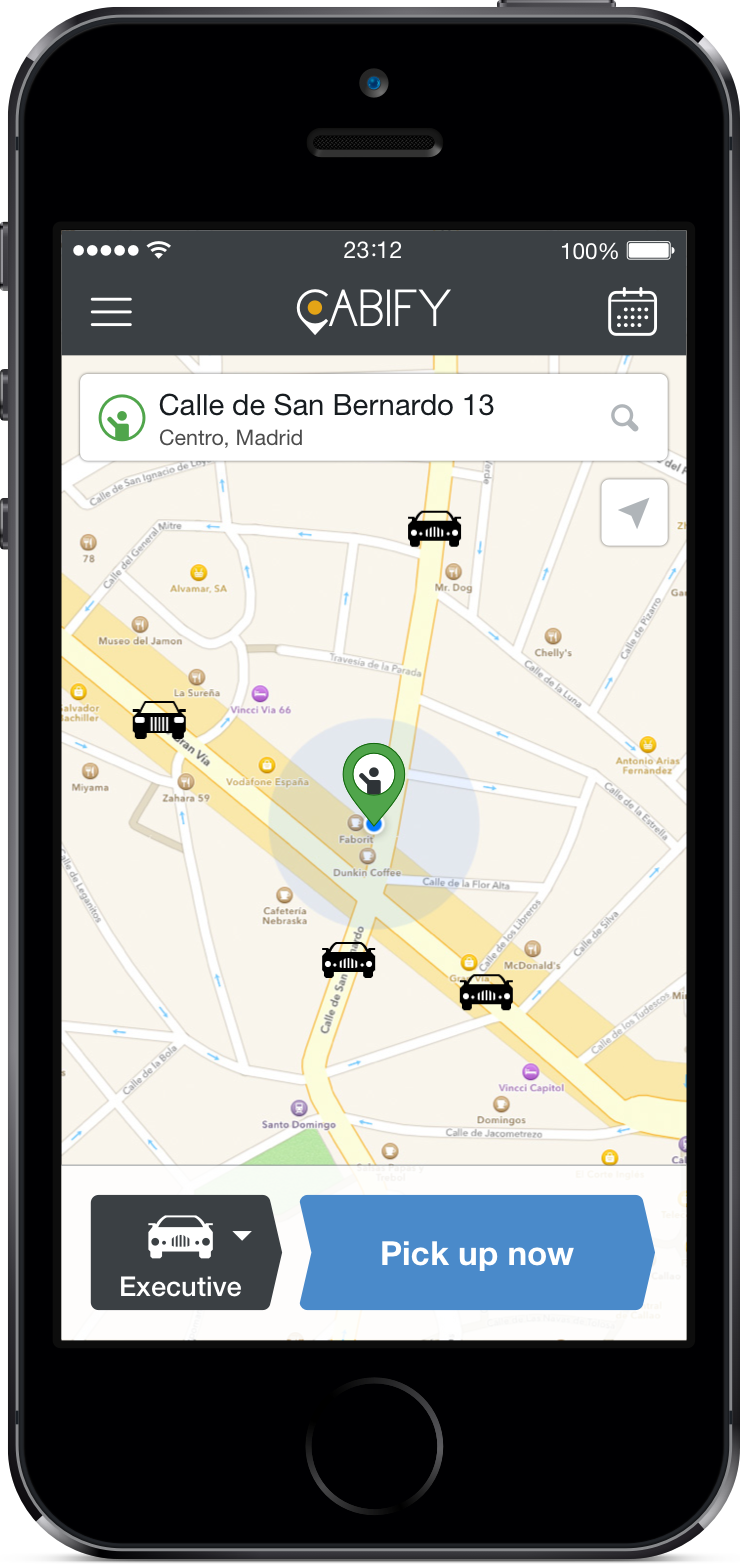 23:12
100%
CABIFY
Calle de San Bernardo 13
Centro, Madrid
Calle de San Ignacio de
78
Calle del General Mitre
Alvamar, SA
Mr. Dog
Museo del Jamon
Chelly's
Calle de Pizarro
Travesía de la Parada
Calle de la Luna
La Sureña
Vincci Via 66
Gran Vía
Antonio Arias
Fernandez
Miyama
Vodafone España
Zahara 59
Calle de la Estrella
Faborit
Dunkin Coffee
Calle de la Flor Alta
Calle de Leganitos
Cafetería
Nebraska
Calle de los Libreros
Calle de Silva
McDonald's
Gran Vía
Calle de San
Calle de los Tudescos
Calle de la Bola
Vincci Capitol
Santo Domingo
Domingos
Calle de Jacometrezo
Executive
Pick up now